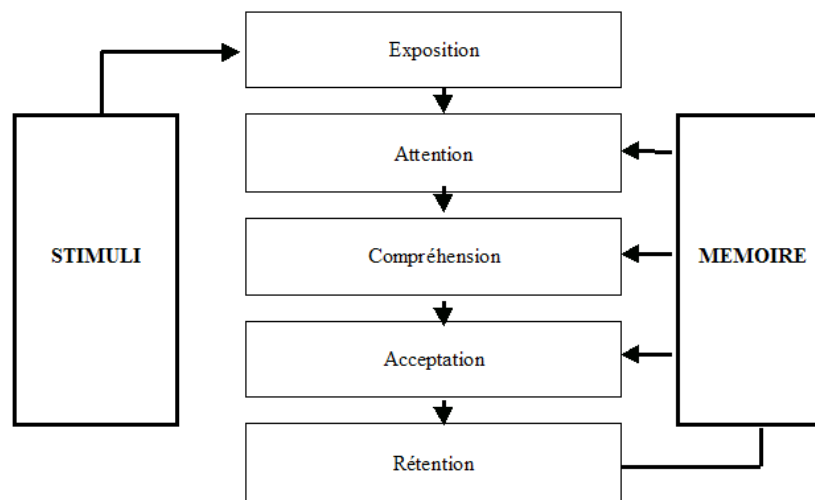 Exposition
Attention
STIMULI
Compréhension
MEMOIRE
Acceptation
Rétention